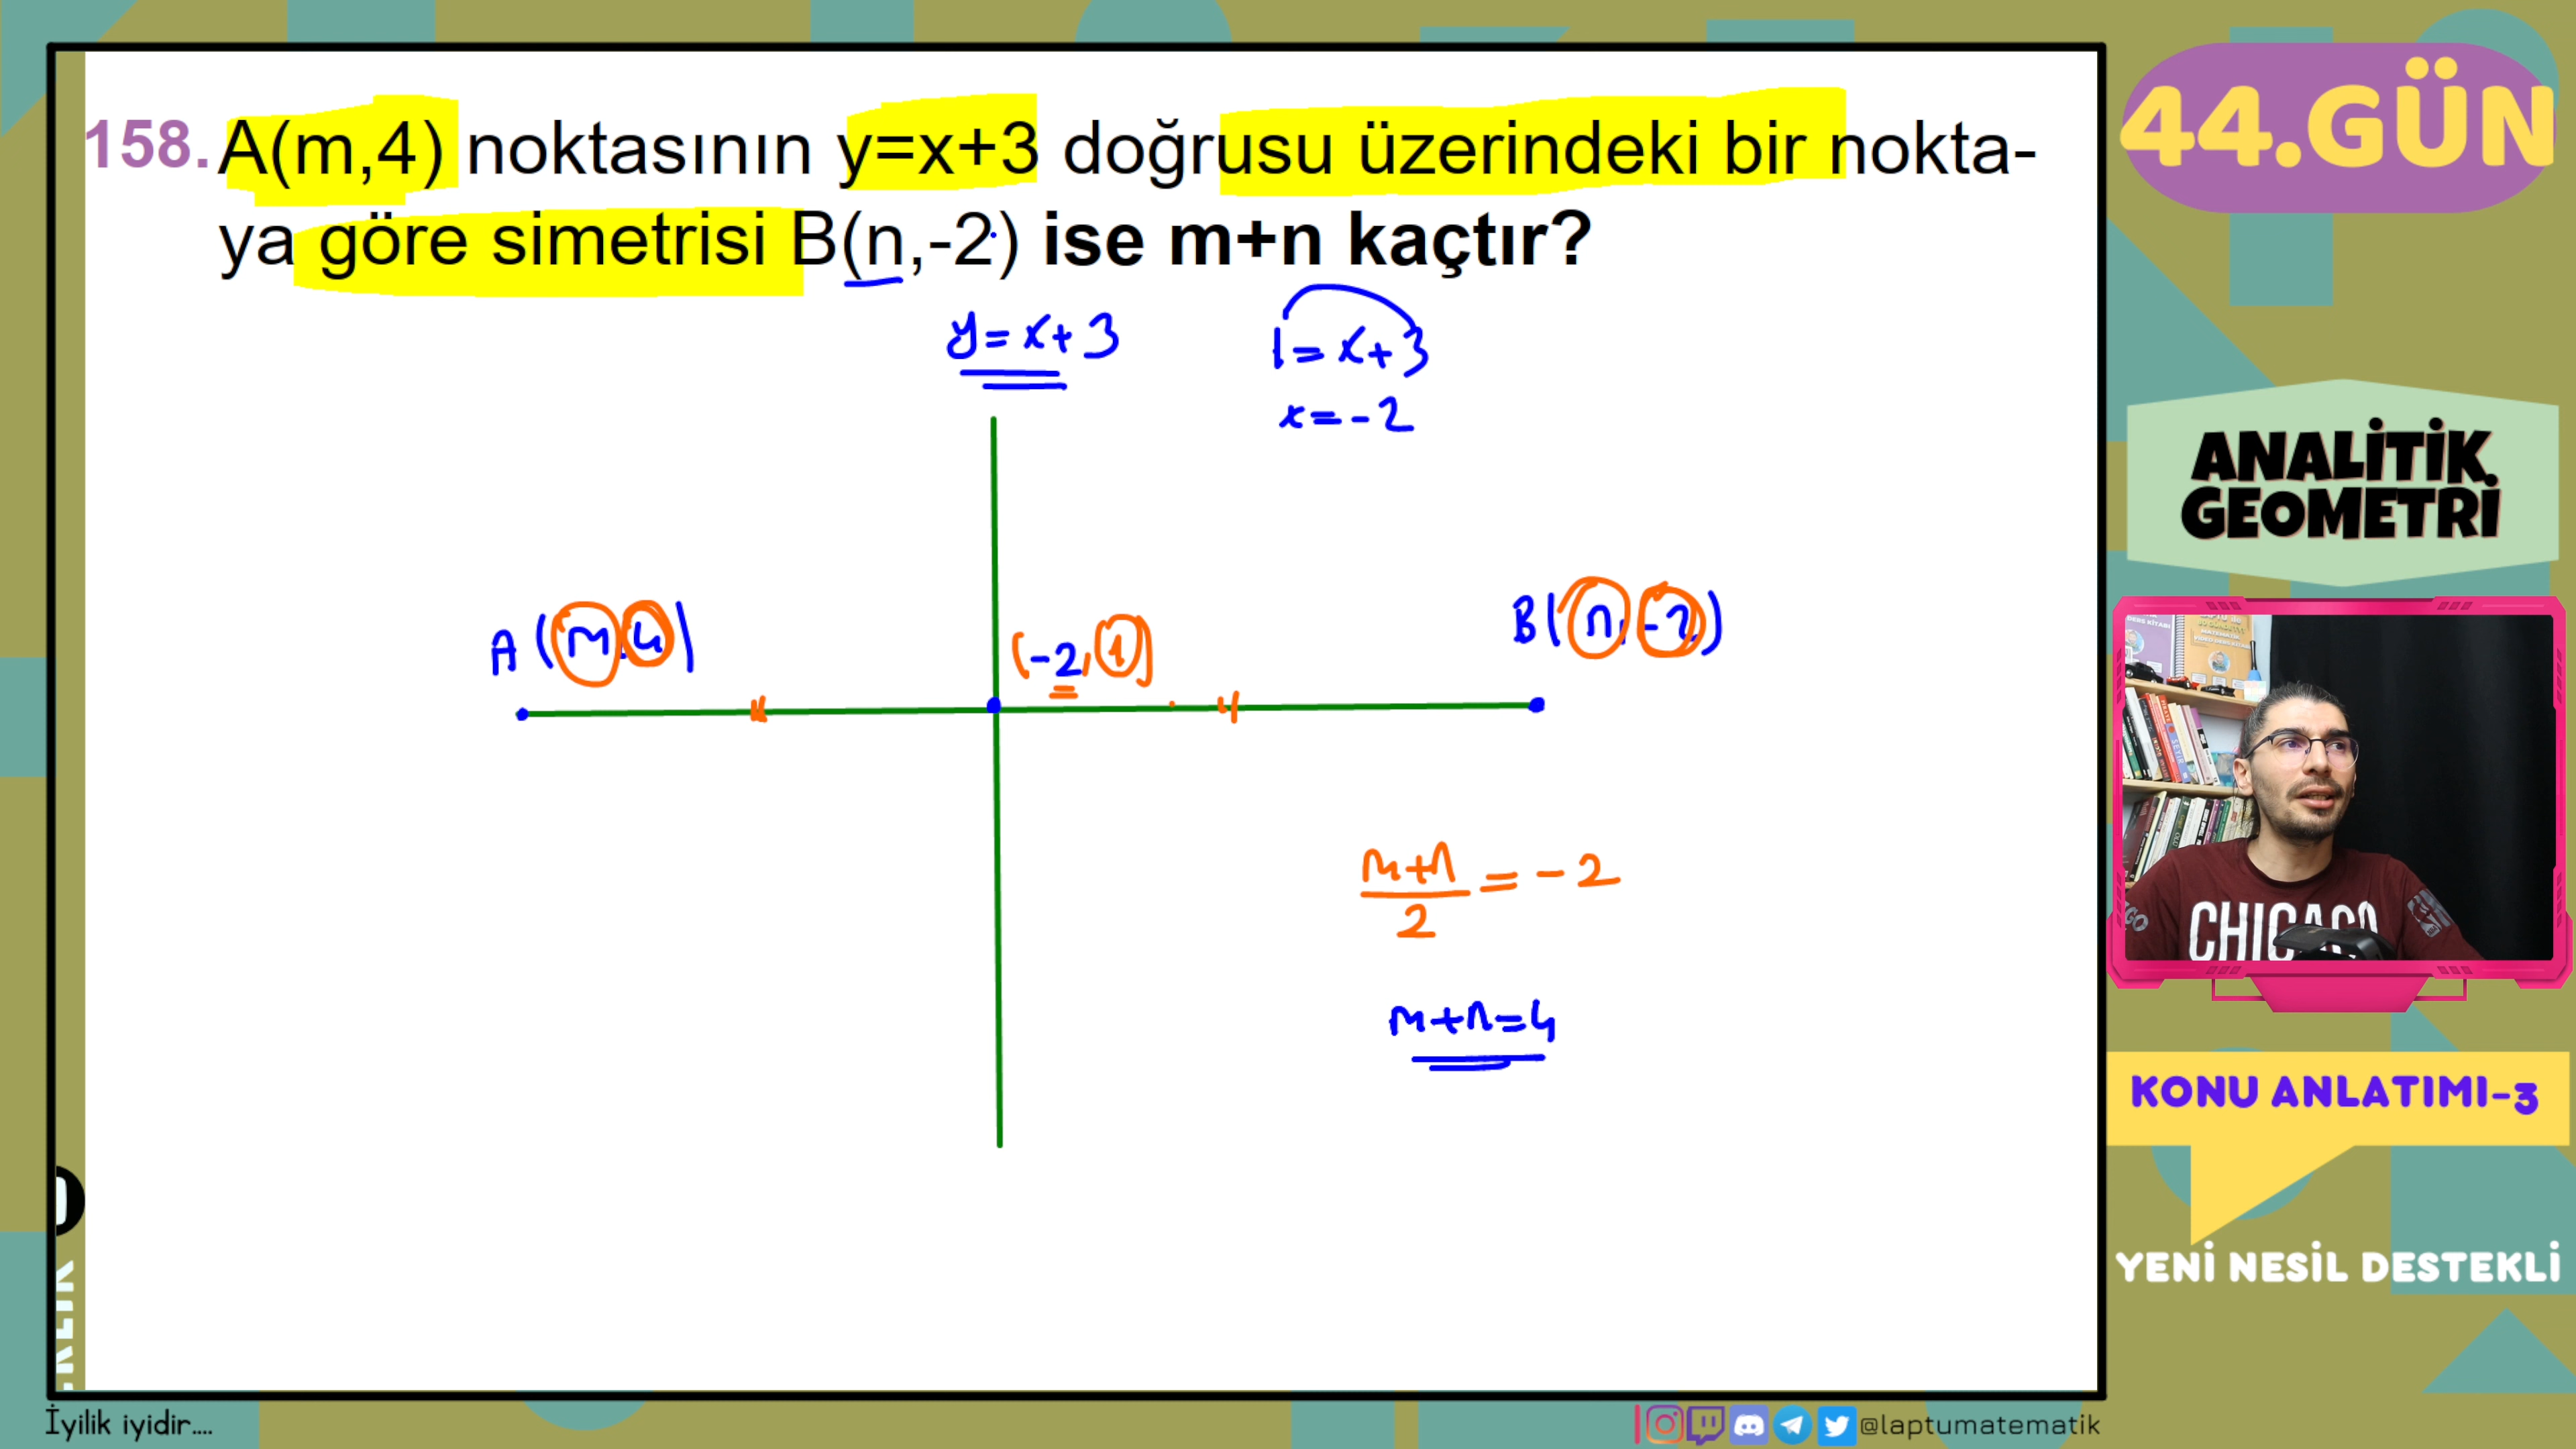 158. A(m,4) noktasının y=x+3 doğrusu üzerindeki bir nokta-
ya göre simetrisi B(n,-2) ise m+n kaçtır?
y=x+3
1=x+3
x=-2
A(m,4)
(-2,1)
B(n,-2)
m+n
2
=-2
m+n=4
44.GÜN
ANALİTİK
GEOMETRİ
CHICAGO
KONU ANLATIMI-3
YENİ NESİL DESTEKLİ
İyilik iyidir....
@laptumatematik